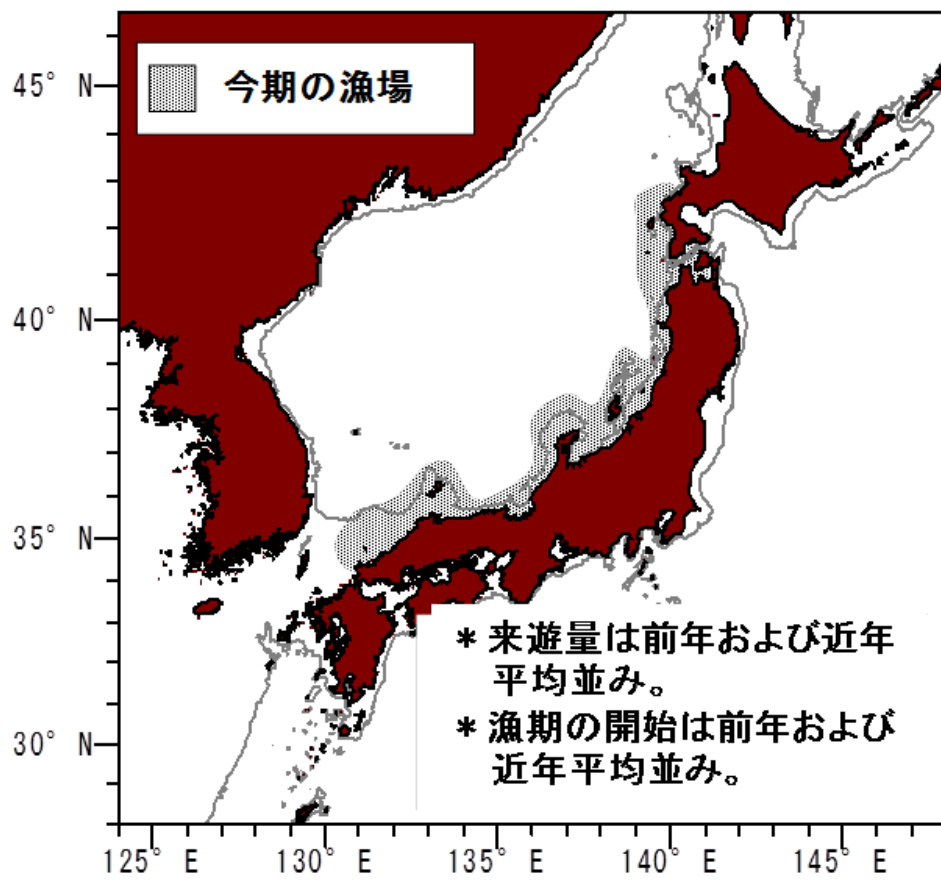 今期の漁場
45° N
40° N
35° N
30° N
* 来遊量は前年および近年
平均並み。
* 漁期の開始は前年および
近年平均並み。
125° E 130° E 135° E 140° E 145° E